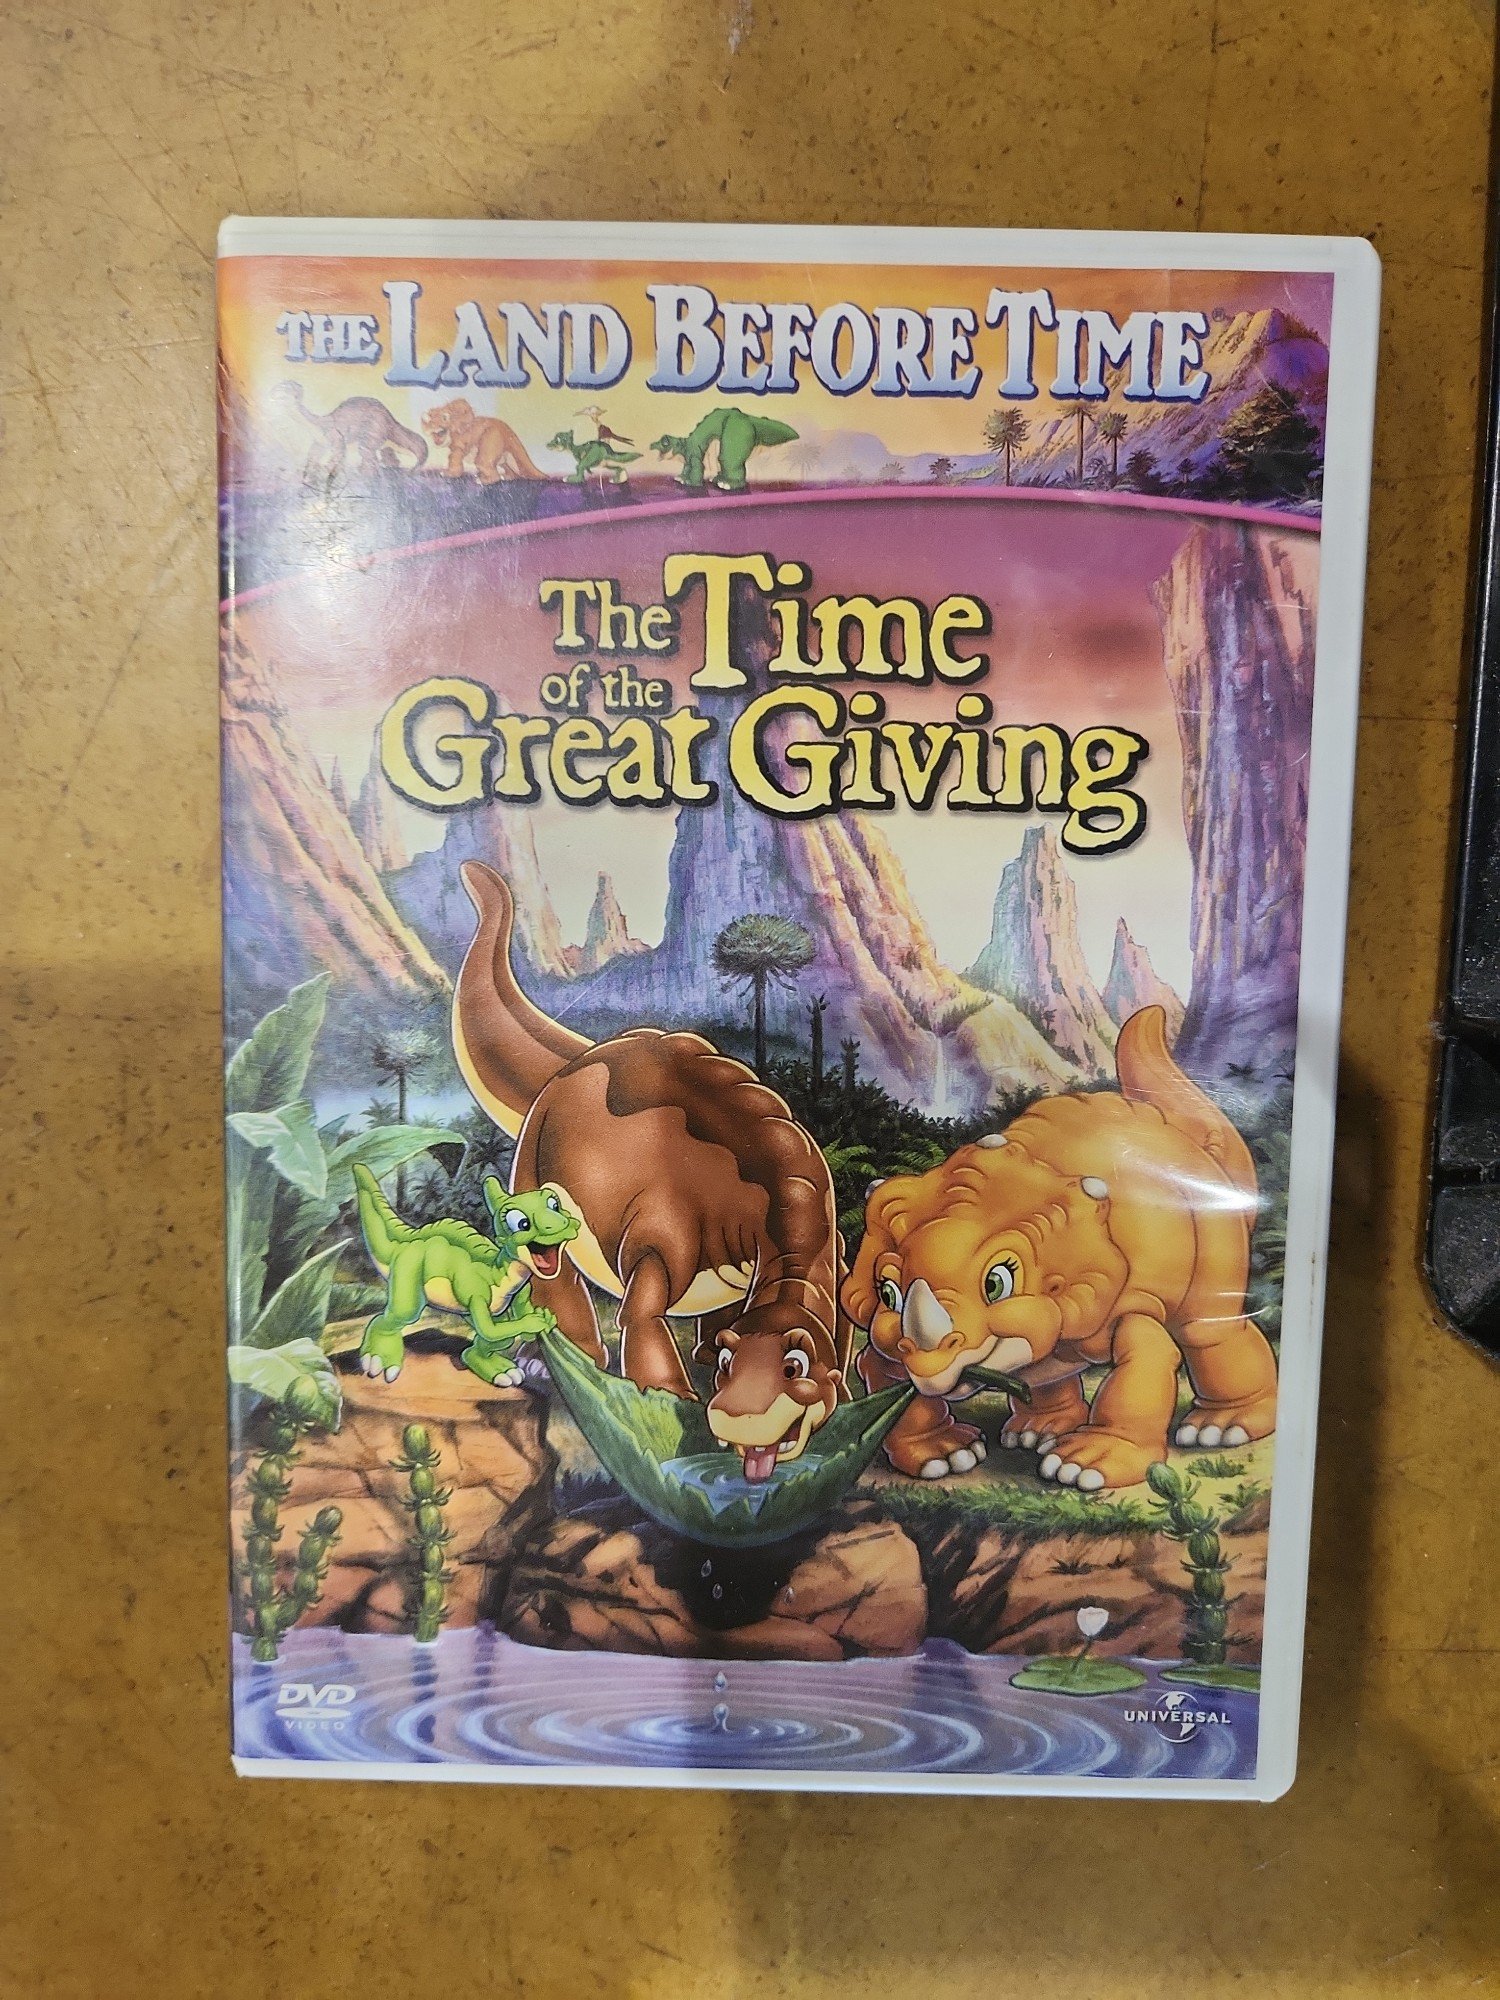 THE LAND BEFORE TIME®
The Time
of the
Great Giving
DVD
VIDEO
UNIVERSAL